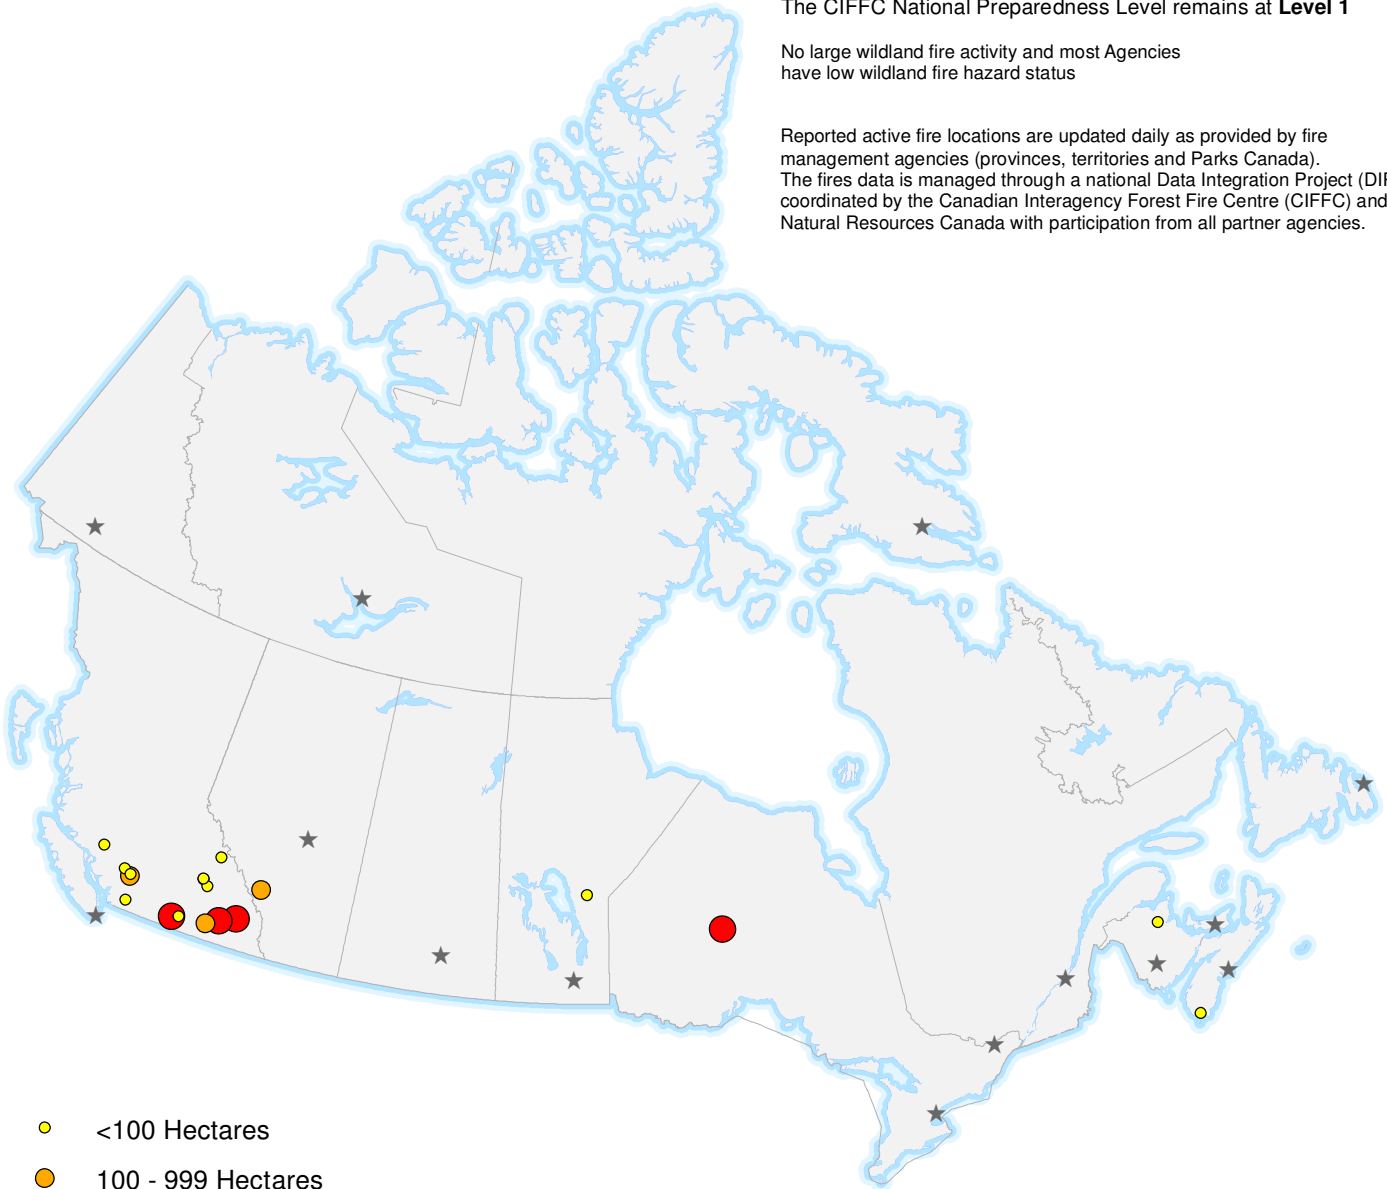 The CIFFC National Preparedness Level remains at Level 1
No large wildland fire activity and most Agencies
have low wildland fire hazard status
Reported active fire locations are updated daily as provided by fire
management agencies (provinces, territories and Parks Canada).
The fires data is managed through a national Data Integration Project
coordinated by the Canadian Interagency Forest Fire Centre (CIFFC) and
Natural Resources Canada with participation from all partner agencies.
<100 Hectares
100 - 999 Hectares